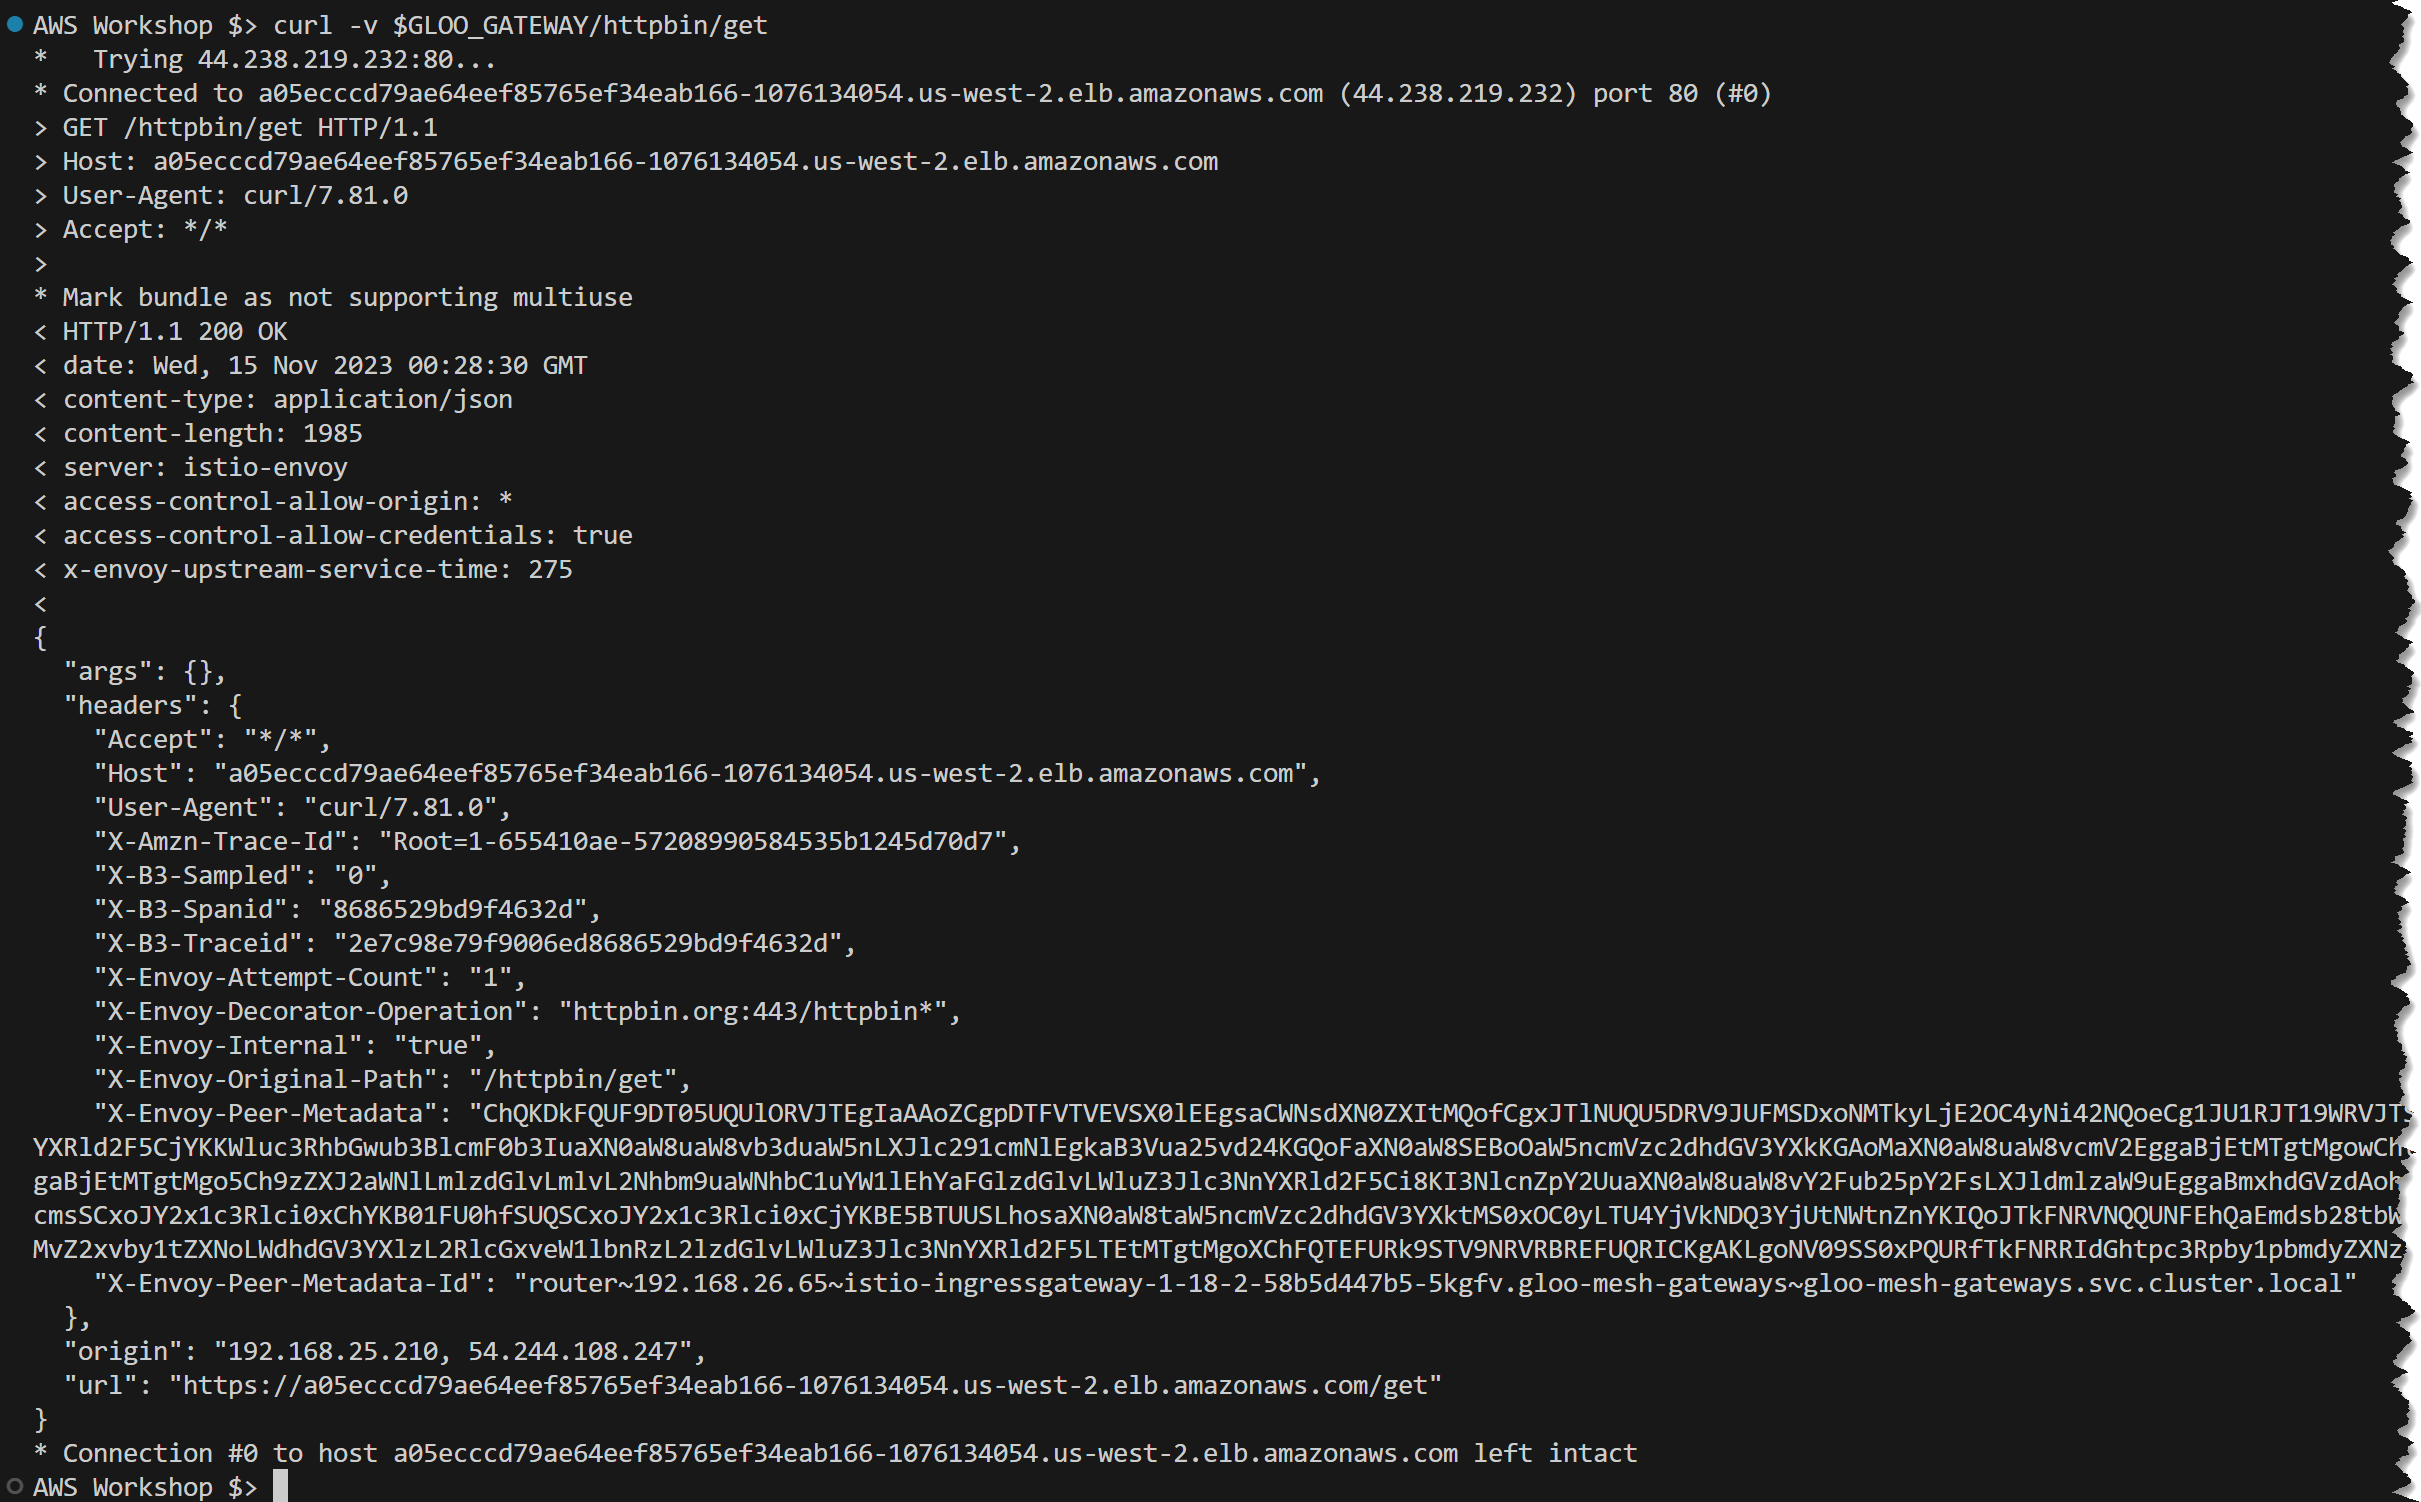 AWS Workshop $> curl -v $GLOO_GATEWAY/httpbin/get
*   Trying 44.238.219.232:80...
* Connected to a05ecccd79ae64eef85765ef34eab166-1076134054.us-west-2.elb.amazonaws.com (44.238.219.232) port 80 (#0)
> GET /httpbin/get HTTP/1.1
> Host: a05ecccd79ae64eef85765ef34eab166-1076134054.us-west-2.elb.amazonaws.com
> User-Agent: curl/7.81.0
> Accept: */*
>
* Mark bundle as not supporting multiuse
< HTTP/1.1 200 OK
< date: Wed, 15 Nov 2023 00:28:30 GMT
< content-type: application/json
< content-length: 1985
< server: istio-envoy
< access-control-allow-origin: *
< access-control-allow-credentials: true
< x-envoy-upstream-service-time: 275
<
{
  "args": {},
  "headers": {
    "Accept": "*/*",
    "Host": "a05ecccd79ae64eef85765ef34eab166-1076134054.us-west-2.elb.amazonaws.com",
    "User-Agent": "curl/7.81.0",
    "X-Amzn-Trace-Id": "Root=1-655410ae-57208990584535b1245d70d7",
    "X-B3-Sampled": "0",
    "X-B3-Spanid": "8686529bd9f4632d",
    "X-B3-Traceid": "2e7c98e79f9006ed8686529bd9f4632d",
    "X-Envoy-Attempt-Count": "1",
    "X-Envoy-Decorator-Operation": "httpbin.org:443/httpbin*",
    "X-Envoy-Internal": "true",
    "X-Envoy-Original-Path": "/httpbin/get",
    "X-Envoy-Peer-Metadata": "ChQKDkFQUF9DT05UQUlORVJTEgIaAAoZCgpDTFVTVEVSX0lEEgsaCWNsdXN0ZXItMQofCgxJTlNUQU5DRV9JUFMSDxoNMTkyLjE2OC4yNi42NQoeCg1JU1RJT19WRVJT
YXRld2F5CjYKKWluc3RhbGwub3BlcmF0b3IuaXN0aW8uaW8vb3duaW5nLXJlc291cmNlEgkaB3Vua25vd24KGQoFaXN0aW8SEBoOaW5ncmVzc2dhdGV3YXkKGAoMaXN0aW8uaW8vcmV2EggaBjEtMTgtMgowCh
gaBjEtMTgtMgo5Ch9zZXJ2aWNlLmlzdGlvLmlvL2Nhbm9uaWNhbC1uYW1lEhYaFGlzdGlvLWluZ3Jlc3NnYXRld2F5Ci8KI3NlcnZpY2UuaXN0aW8uaW8vY2Fub25pY2FsLXJldmlzaW9uEggaBmxhdGVzdAoh
cmsSCxoJY2x1c3Rlci0xChYKB01FU0hfSUQSCxoJY2x1c3Rlci0xCjYKBE5BTUUSLhosaXN0aW8taW5ncmVzc2dhdGV3YXktMS0xOC0yLTU4YjVkNDQ3YjUtNWtnZnYKIQoJTkFNRVNQQUNFEhQaEmdsb28tbW
MvZ2xvby1tZXNoLWdhdGV3YXlzL2RlcGxveW1lbnRzL2lzdGlvLWluZ3Jlc3NnYXRld2F5LTEtMTgtMgoXChFQTEFURk9STV9NRVRBREFUQRICKgAKLgoNV09SS0xPQURfTkFNRRIdGhtpc3Rpby1pbmdyZXNz
    "X-Envoy-Peer-Metadata-Id": "router~192.168.26.65~istio-ingressgateway-1-18-2-58b5d447b5-5kgfv.gloo-mesh-gateways~gloo-mesh-gateways.svc.cluster.local"
  },
  "origin": "192.168.25.210, 54.244.108.247",
  "url": "https://a05ecccd79ae64eef85765ef34eab166-1076134054.us-west-2.elb.amazonaws.com/get"
}
* Connection #0 to host a05ecccd79ae64eef85765ef34eab166-1076134054.us-west-2.elb.amazonaws.com left intact
AWS Workshop $>